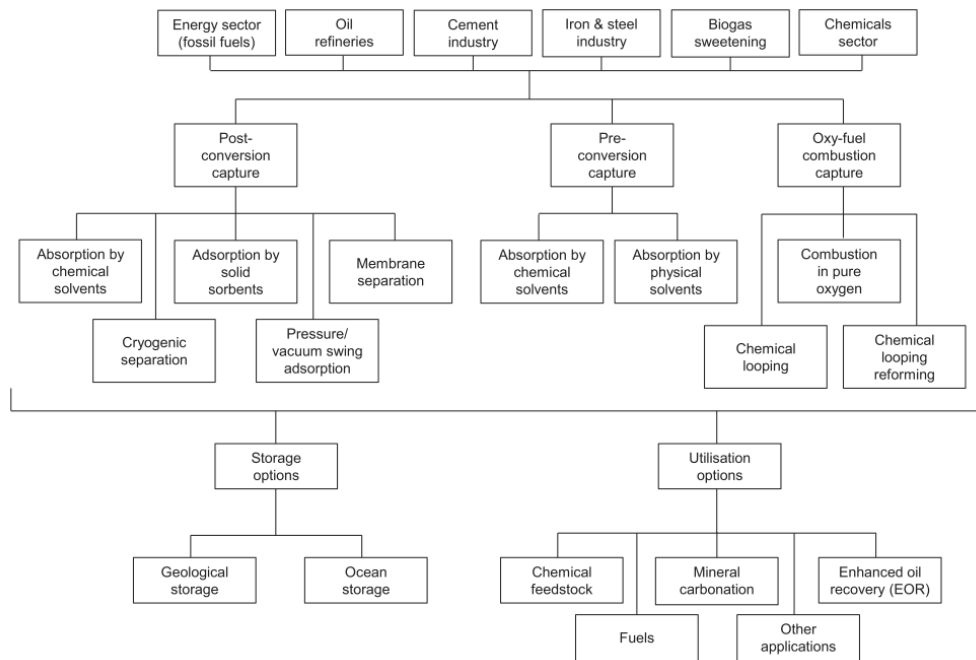 Energy sector
(fossil fuels)
Oil
refineries
Cement
industry
Iron & steel
industry
Biogas
sweetening
Chemicals
sector
Post-
conversion
capture
Pre-
conversion
capture
Oxy-fuel
combustion
capture
Absorption by
chemical
solvents
Adsorption by
solid
sorbents
Membrane
separation
Absorption by
chemical
solvents
Absorption by
physical
solvents
Combustion
in pure
oxygen
Cryogenic
separation
Pressure/
vacuum swing
adsorption
Chemical
looping
Chemical
looping
reforming
Storage
options
Utilisation
options
Geological
storage
Ocean
storage
Chemical
feedstock
Mineral
carbonation
Enhanced oil
recovery (EOR)
Fuels
Other
applications